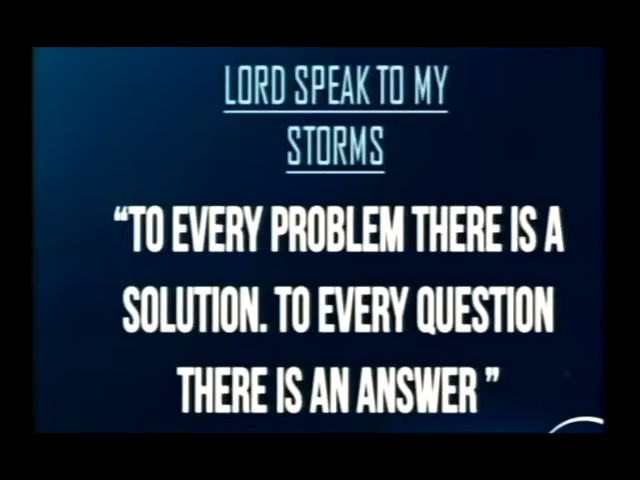 LORD SPEAK TO MY
STORMS
“TO EVERY PROBLEM THERE IS A
SOLUTION. TO EVERY QUESTION
THERE IS AN ANSWER ”